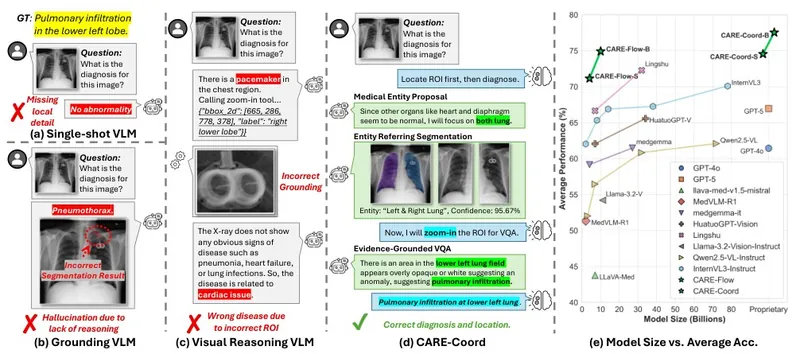 GT: Pulmonary infiltration
in the lower left lobe.
Question:
What is the
diagnosis for
this image?
Missing
local
detail
No abnormality
(a) Single-shot VLM
Question:
What is the
diagnosis for
this image?
Pneumothorax.
Incorrect
Segmentation Result
Hallucination due to
lack of reasoning
(b) Grounding VLM
Question:
What is the
diagnosis for
this image?
There is a pacemaker in
the chest region.
Calling zoom-in tool...
{"bbox_2d": [665, 286,
778, 378], "label": "right
lower lobe"}}
Incorrect
Grounding
The X-ray does not show
any obvious signs of
disease such as
pneumonia, heart failure,
or lung infections. So, the
disease is related to
cardiac issue.
Wrong disease due
to incorrect ROI
(c) Visual Reasoning VLM
Question:
What is the
diagnosis for
this image?
Locate ROI first, then diagnose.
Medical Entity Proposal
Since other organs like heart and diaphragm
seem to be normal, I will focus on both lung.
Entity Referring Segmentation
Entity: "Left & Right Lung", Confidence: 95.67%
Now, I will zoom-in the ROI for VQA.
Evidence-Grounded VQA
There is an area in the lower left lung field
appears overly opaque or white suggesting an
anomaly, suggesting pulmonary infiltration.
Pulmonary infiltration at lower left lung.
Correct diagnosis and location.
(d) CARE-Coord
Average Performance (%)
80
75
70
65
60
55
50
45
40
CARE-Flow-B
CARE-Flow-S
Lingshu
CARE-Coord-B
CARE-Coord-S
InternVL3
HuatuoGPT-V
GPT-5
medgemma
Qwen2.5-VL
GPT-4o
Llama-3.2-V
MedVLM-R1
LLaVA-Med
GPT-4o
GPT-5
llava-med-v1.5-mistral
MedVLM-R1
medgemma-it
HuatuoGPT-Vision
Lingshu
Llama-3.2-Vision-Instruct
Qwen2.5-VL-Instruct
InternVL3-Instruct
CARE-Flow
CARE-Coord
0 10 20 30 40 50 60 70 80 Proprietary
Model Size (Billions)
(e) Model Size vs. Average Acc.